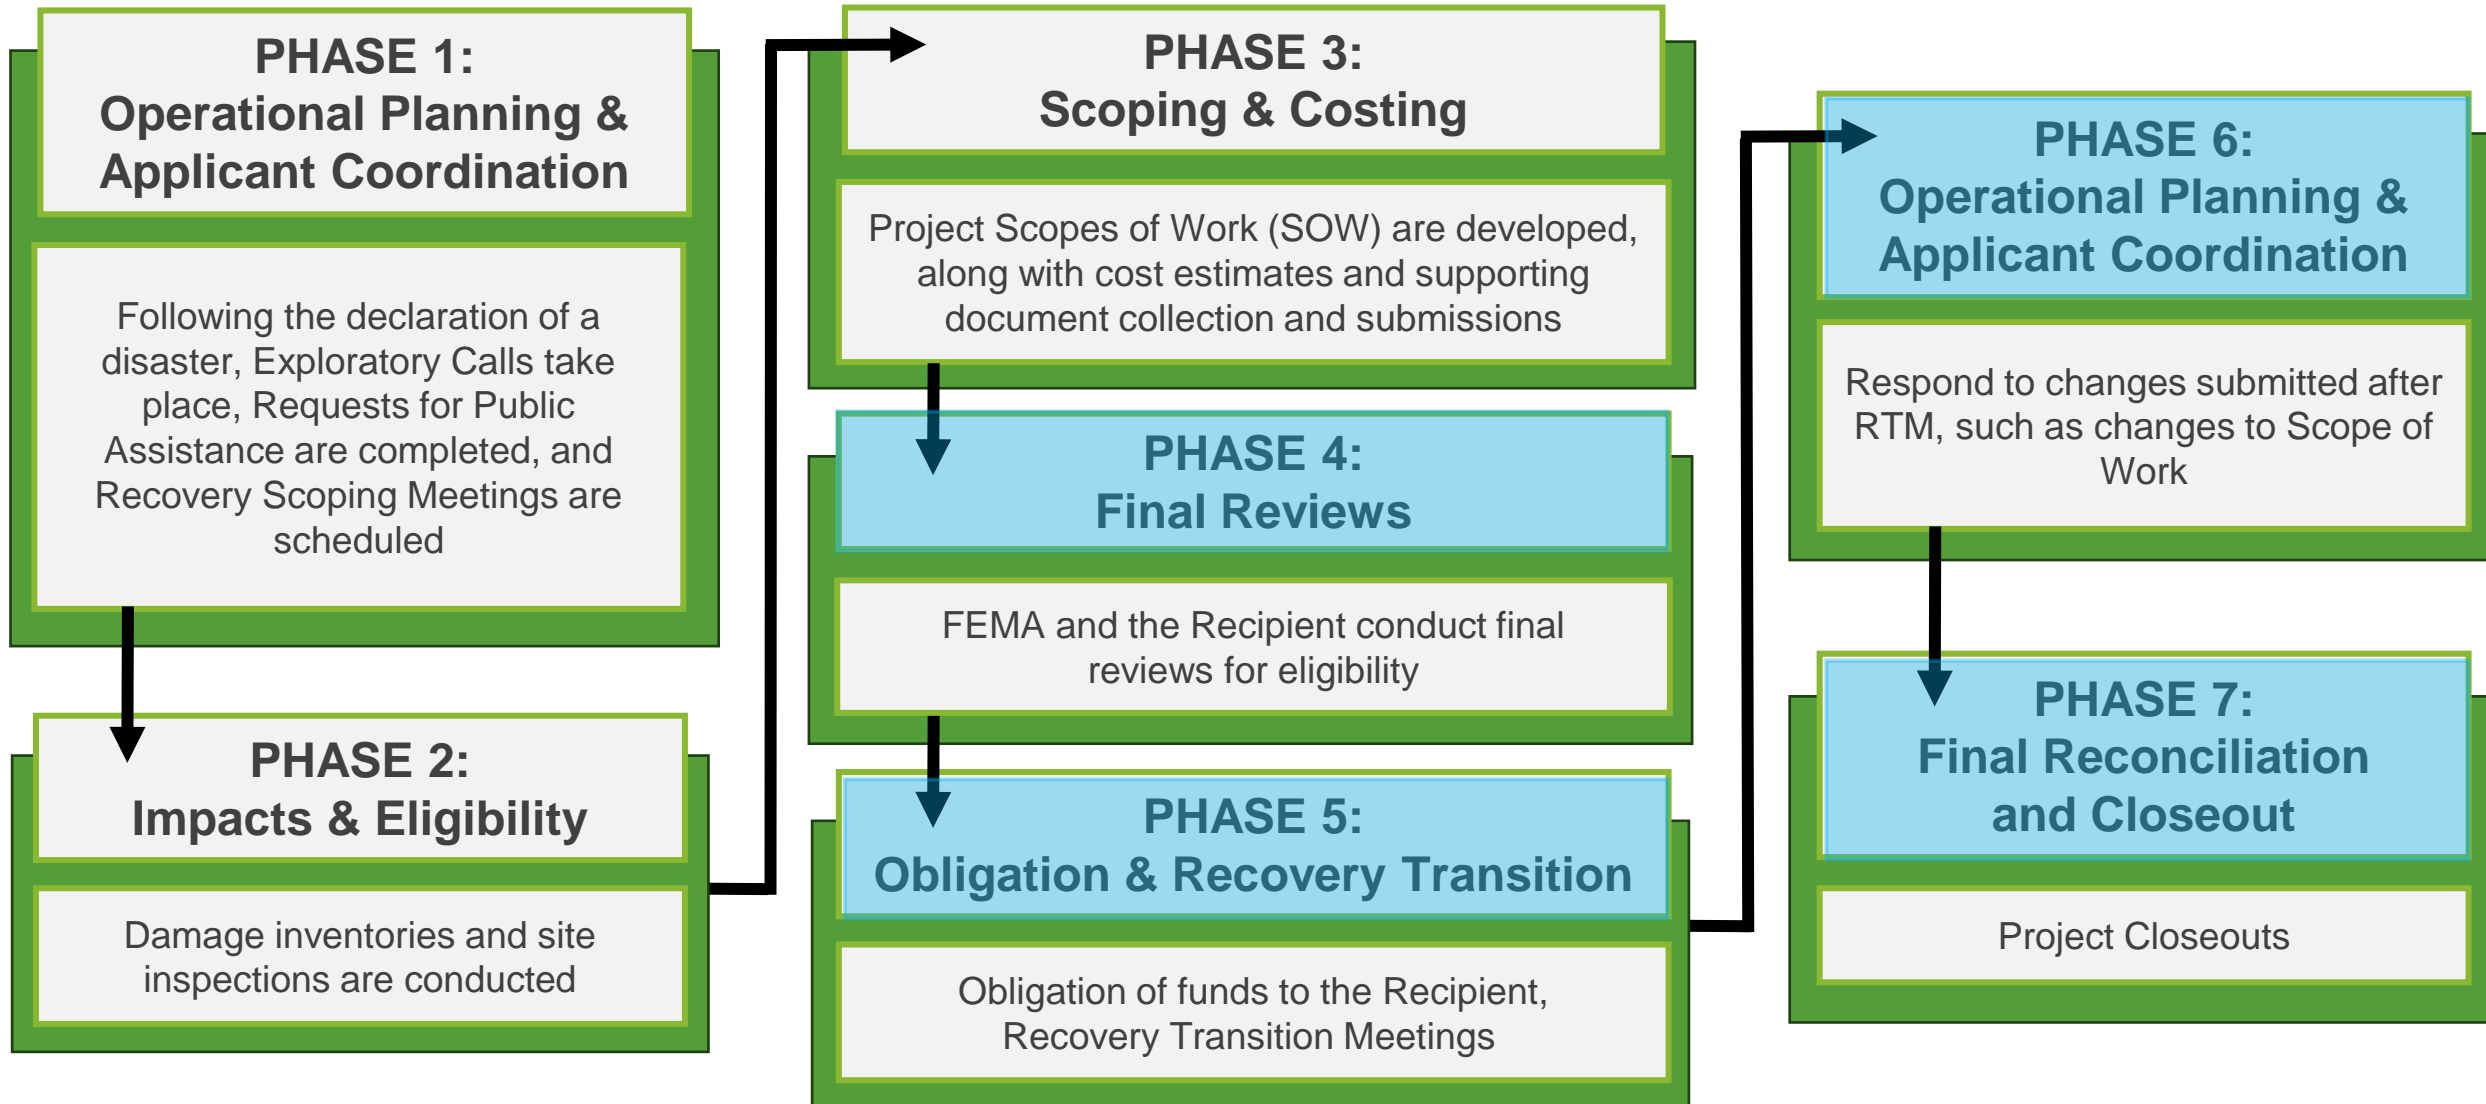 PHASE 1:
Operational Planning &
Applicant Coordination
Following the declaration of a
disaster, Exploratory Calls take
place, Requests for Public
Assistance are completed, and
Recovery Scoping Meetings are
scheduled
PHASE 2:
Impacts & Eligibility
Damage inventories and site
inspections are conducted
PHASE 3:
Scoping & Costing
Project Scopes of Work (SOW) are developed,
along with cost estimates and supporting
document collection and submissions
PHASE 4:
Final Reviews
FEMA and the Recipient conduct final
reviews for eligibility
PHASE 5:
Obligation & Recovery Transition
Obligation of funds to the Recipient,
Recovery Transition Meetings
PHASE 6:
Operational Planning &
Applicant Coordination
Respond to changes submitted after
RTM, such as changes to Scope of
Work
PHASE 7:
Final Reconciliation
and Closeout
Project Closeouts